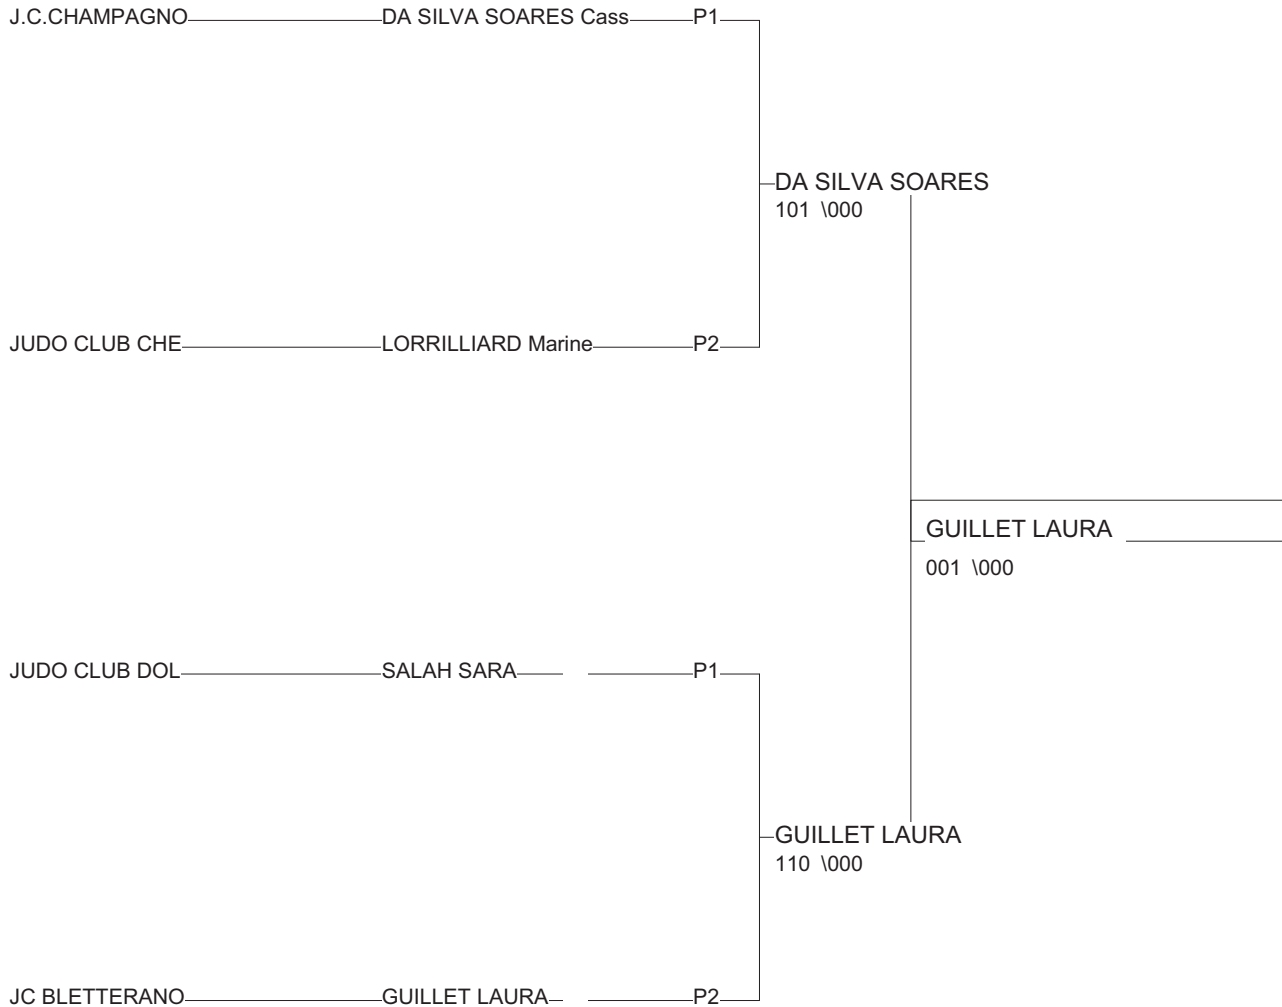 J.C.CHAMPAGNO DA SILVA SOARES Cass P1
DA SILVA SOARES
101 \000
JUDO CLUB CHE LORRILLIARD Marine P2
GUILLET LAURA
001 \000
JUDO CLUB DOL SALAH SARA P1
GUILLET LAURA
110 \000
JC BLETTERANO GUILLET LAURA P2